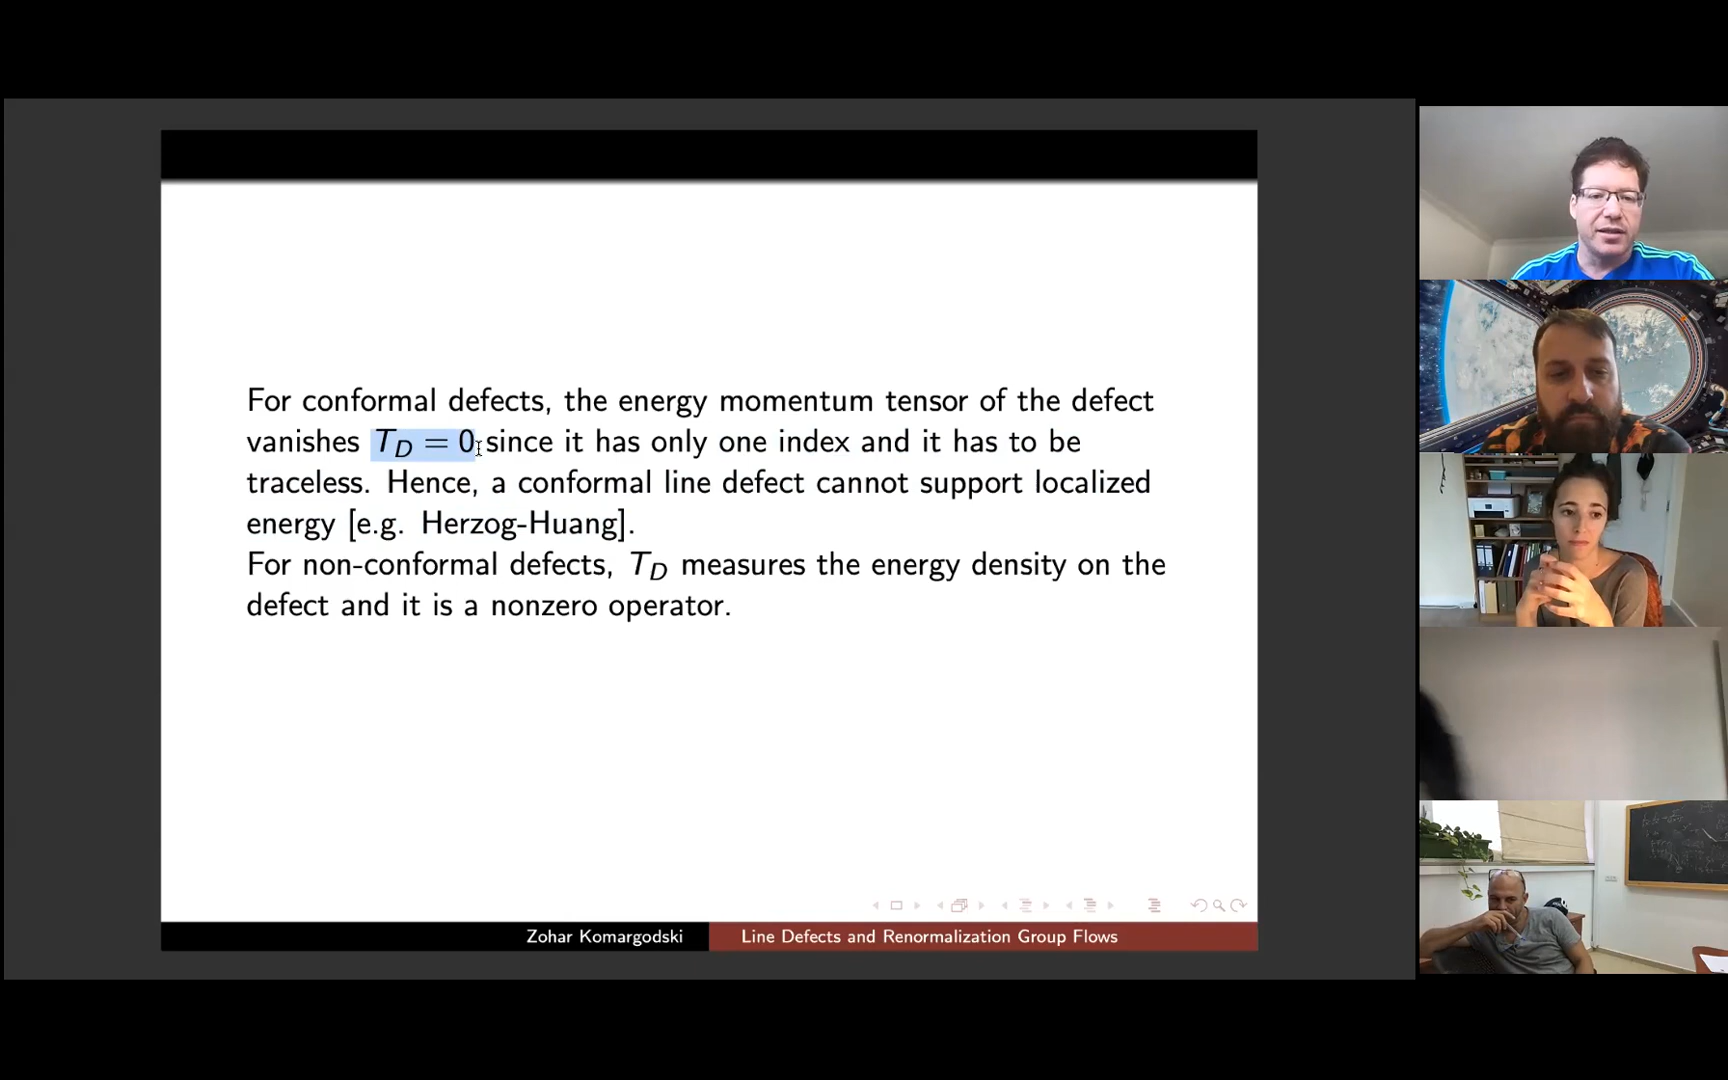 For conformal defects, the energy momentum tensor of the defect
vanishes T_D = 0 since it has only one index and it has to be
traceless. Hence, a conformal line defect cannot support localized
energy [e.g. Herzog-Huang].
For non-conformal defects, T_D measures the energy density on the
defect and it is a nonzero operator.
Zohar Komargodski
Line Defects and Renormalization Group Flows